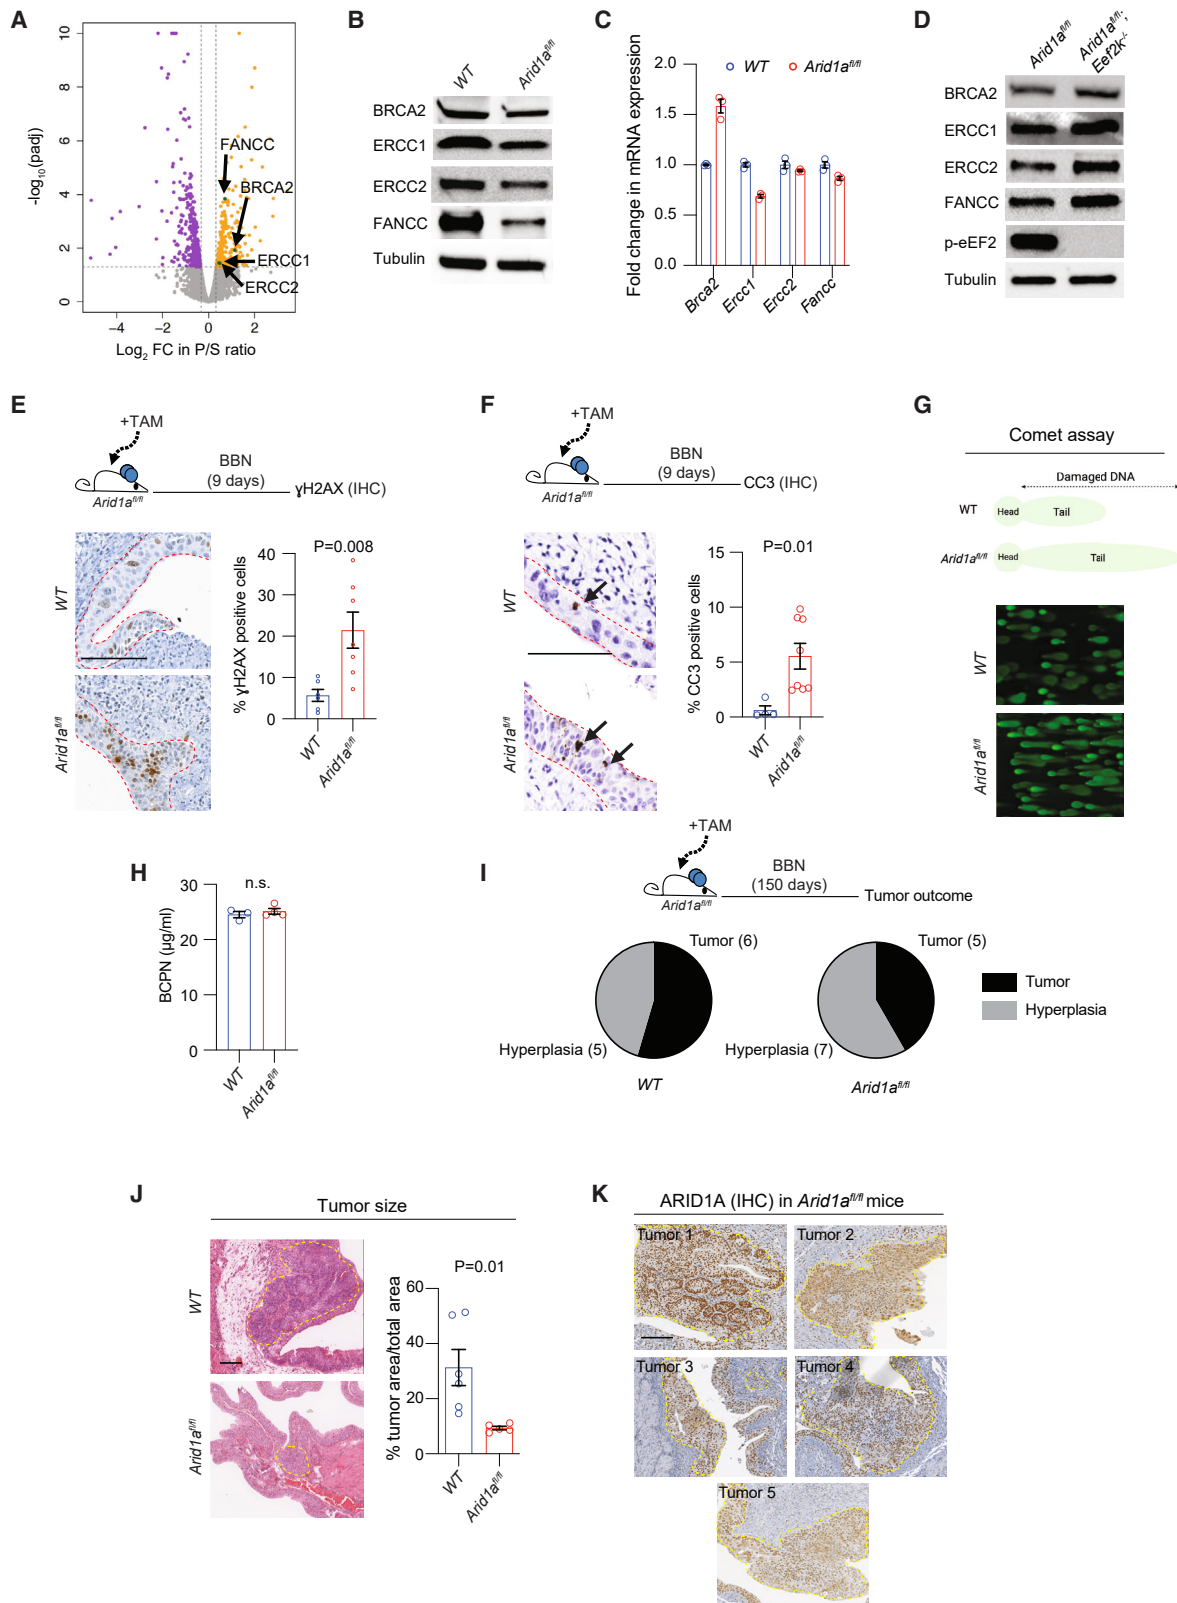 A
10
8
6
4
2
0
-log10(padj)
FANCC
BRCA2
ERCC1
ERCC2
−4
−2
0
2
Log2 FC in P/S ratio
B
WT
Arid1afl/fl
BRCA2
ERCC1
ERCC2
FANCC
Tubulin
C
WT
Arid1afl/fl
Fold change in mRNA expression
2.0
1.5
1.0
0.5
0.0
Brca2
Ercc1
Ercc2
Fancc
D
Arid1afl/fl
Arid1afl/fl;
Eef2k-/-
BRCA2
ERCC1
ERCC2
FANCC
p-eEF2
Tubulin
E
+TAM
BBN
(9 days)
Arid1afl/fl
γH2AX (IHC)
WT
Arid1afl/fl
P=0.008
% γH2AX positive cells
40
30
20
10
0
WT
Arid1afl/fl
F
+TAM
BBN
(9 days)
Arid1afl/fl
CC3 (IHC)
WT
Arid1afl/fl
P=0.01
% CC3 positive cells
15
10
5
0
WT
Arid1afl/fl
G
Comet assay
Damaged DNA
WT
Head
Tail
Arid1afl/fl
Head
Tail
WT
Arid1afl/fl
H
n.s.
BCPN (μg/ml)
30
20
10
0
WT
Arid1afl/fl
I
+TAM
BBN
(150 days)
Arid1afl/fl
Tumor outcome
Tumor (6)
Hyperplasia (5)
WT
Tumor (5)
Hyperplasia (7)
Arid1afl/fl
Tumor
Hyperplasia
J
Tumor size
WT
Arid1afl/fl
P=0.01
% tumor area/total area
60
40
20
0
WT
Arid1afl/fl
K
ARID1A (IHC) in Arid1afl/fl mice
Tumor 1
Tumor 2
Tumor 3
Tumor 4
Tumor 5